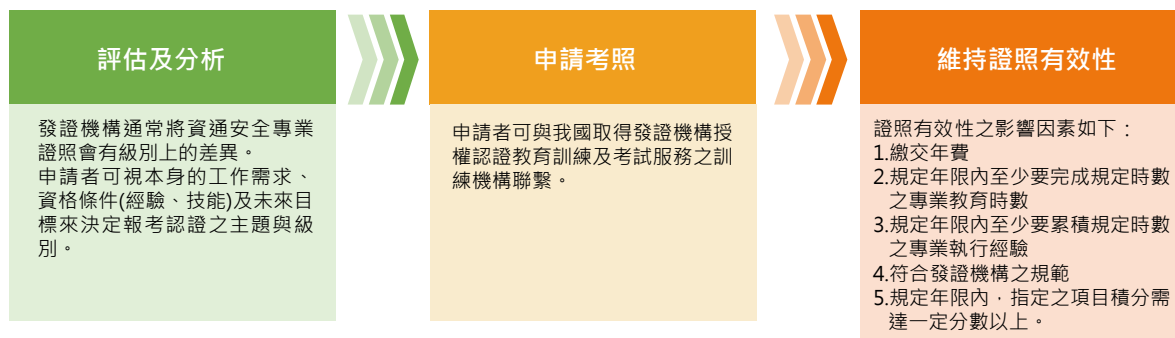 評估及分析
發證機構通常將資通安全專業
證照會有級別上的差異。
申請者可視本身的工作需求、
資格條件(經驗、技能)及未來目
標來決定報考認證之主題與級
別。
申請考照
申請者可與我國取得發證機構授
權認證教育訓練及考試服務之訓
練機構聯繫。
維持證照有效性
證照有效性之影響因素如下：
1.繳交年費
2.規定年限內至少要完成規定時數
之專業教育時數
3.規定年限內至少要累積規定時數
之專業執行經驗
4.符合發證機構之規範
5.規定年限內，指定之項目積分需
達一定分數以上。